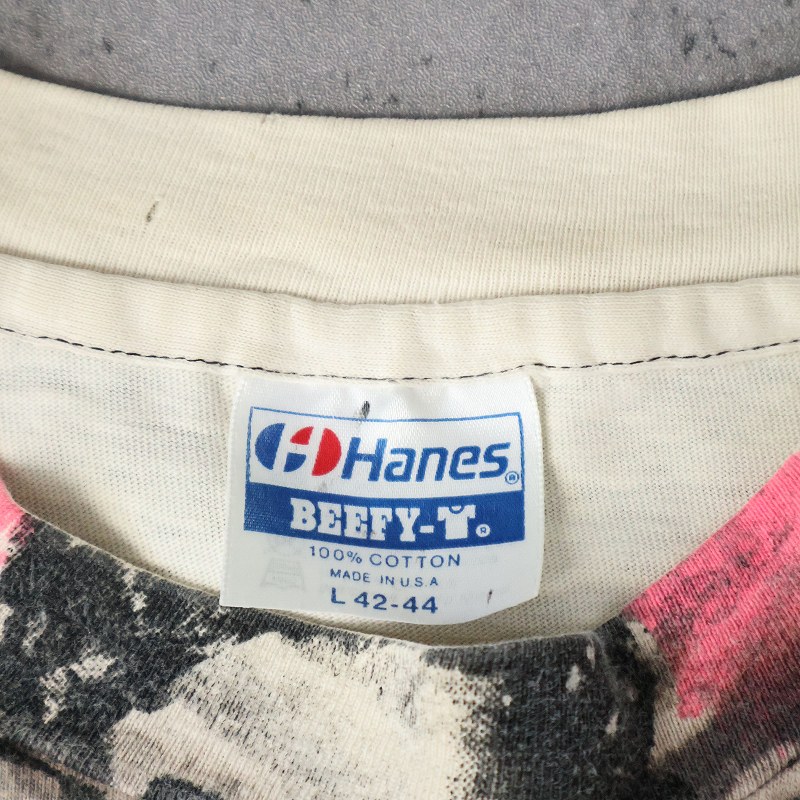 Hanes®
BEEFY-T®
100% COTTON
MADE IN U.S.A
L 42-44